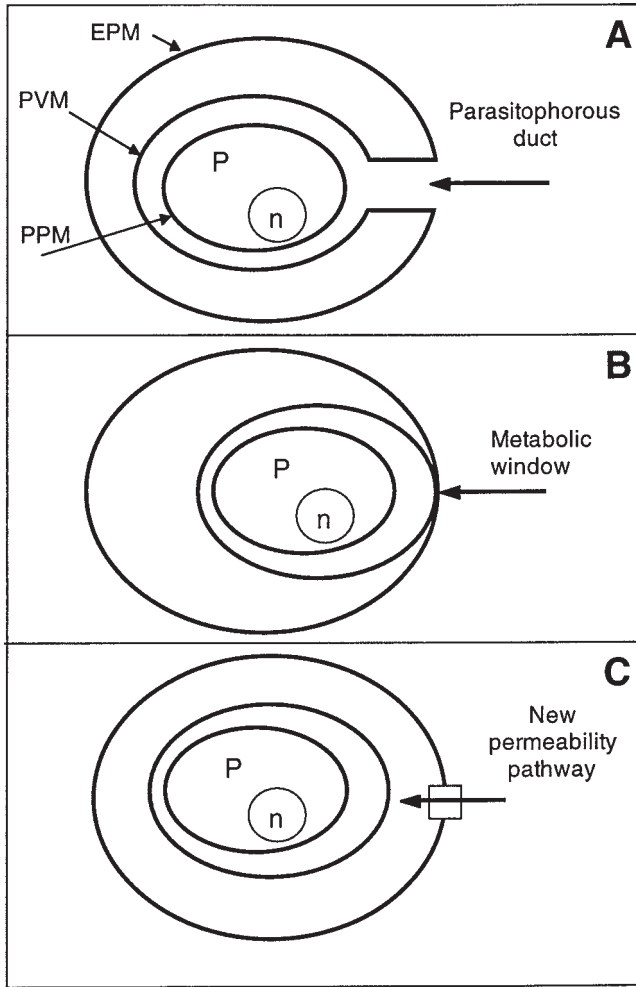 A
EPM
PVM
Parasitophorous
duct
P
PPM
n
B
Metabolic
window
P
n
C
New
permeability
pathway
P
n